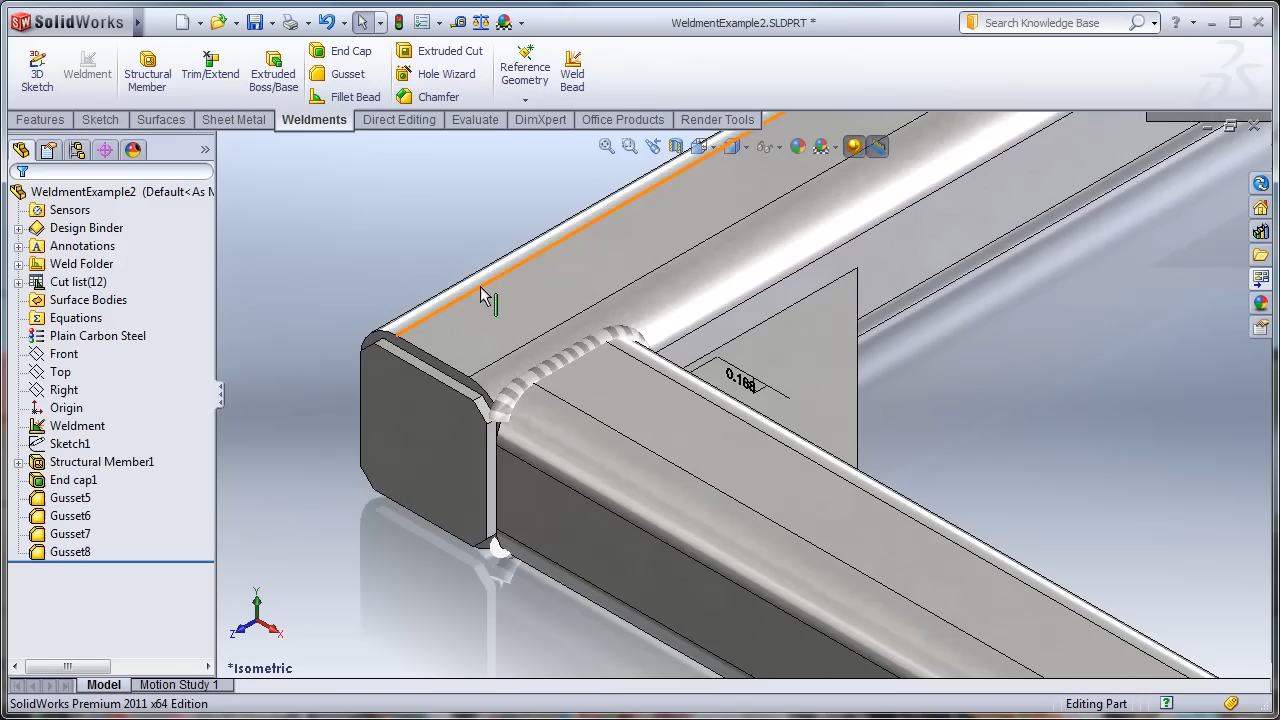 SolidWorks
WeldmentExample2.SLDPRT *
Search Knowledge Base
3D Sketch
Weldment
Structural Member
Trim/Extend
Extruded Boss/Base
End Cap
Gusset
Fillet Bead
Extruded Cut
Hole Wizard
Chamfer
Reference Geometry
Weld Bead
Features
Sketch
Surfaces
Sheet Metal
Weldments
Direct Editing
Evaluate
DimXpert
Office Products
Render Tools
WeldmentExample2 (Default<As M
Sensors
Design Binder
Annotations
Weld Folder
Cut list(12)
Surface Bodies
Equations
Plain Carbon Steel
Front
Top
Right
Origin
Weldment
Sketch1
Structural Member1
End cap1
Gusset5
Gusset6
Gusset7
Gusset8
Y
Z
X
*Isometric
Model
Motion Study 1
SolidWorks Premium 2011 x64 Edition
Editing Part